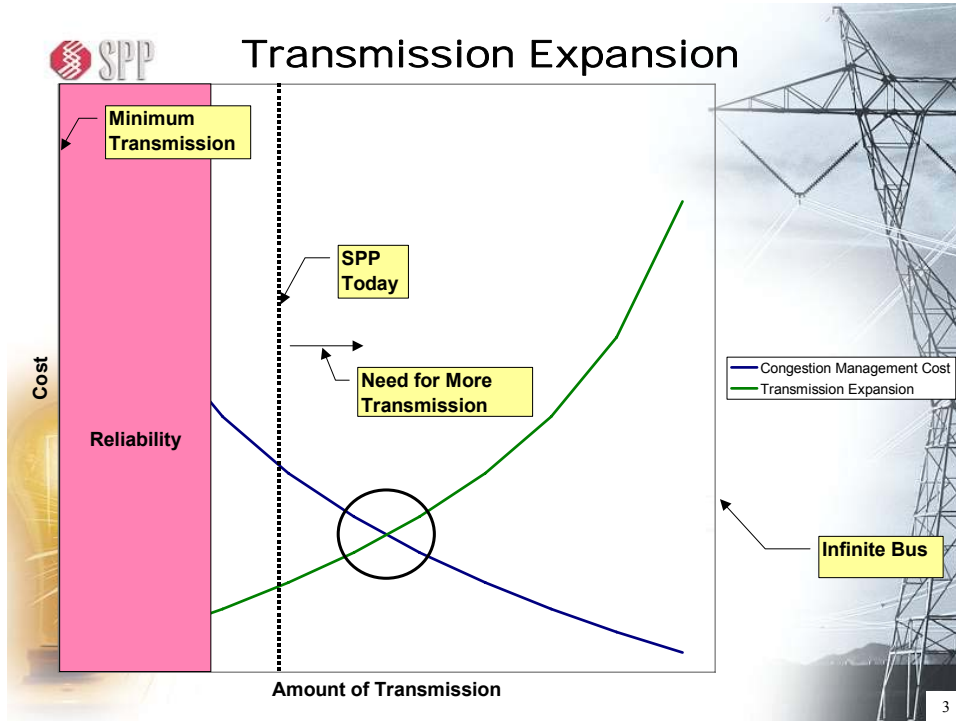 SPP
Transmission Expansion
Minimum
Transmission
SPP
Today
Need for More
Transmission
Cost
Reliability
Congestion Management Cost
Transmission Expansion
Infinite Bus
Amount of Transmission
3